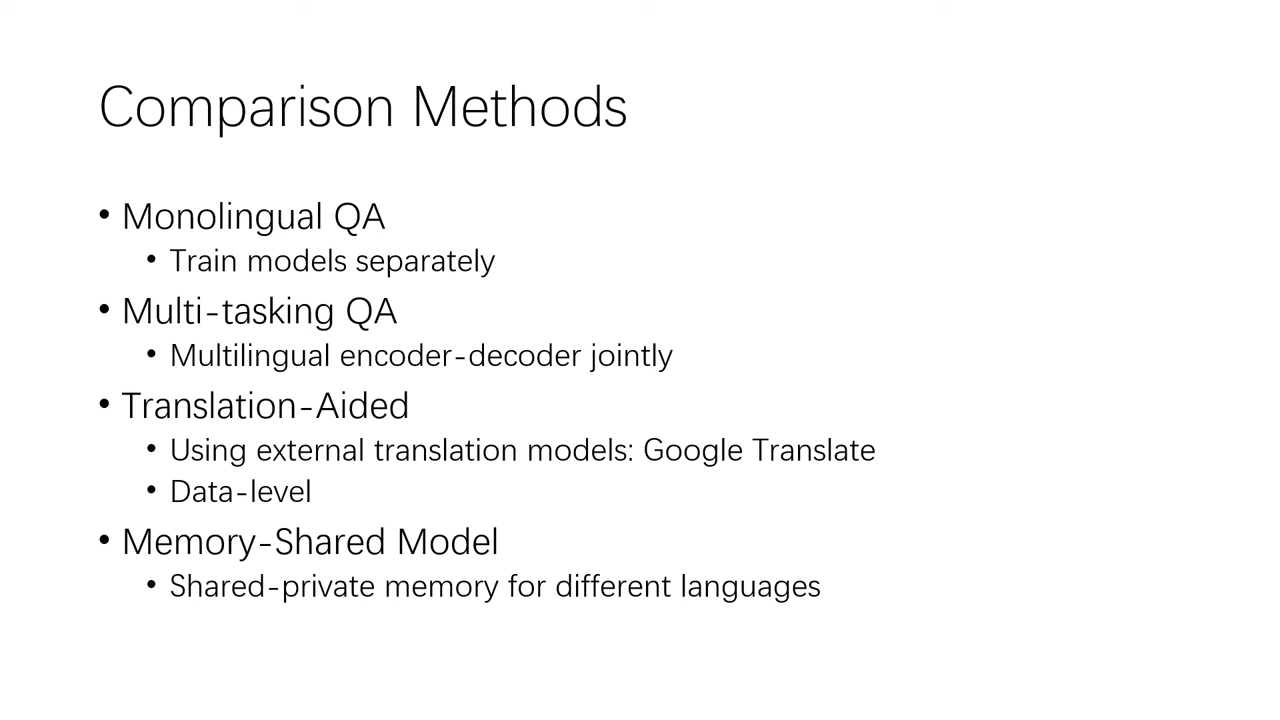 Comparison Methods
• Monolingual QA
• Train models separately
• Multi-tasking QA
• Multilingual encoder-decoder jointly
• Translation-Aided
• Using external translation models: Google Translate
• Data-level
• Memory-Shared Model
• Shared-private memory for different languages